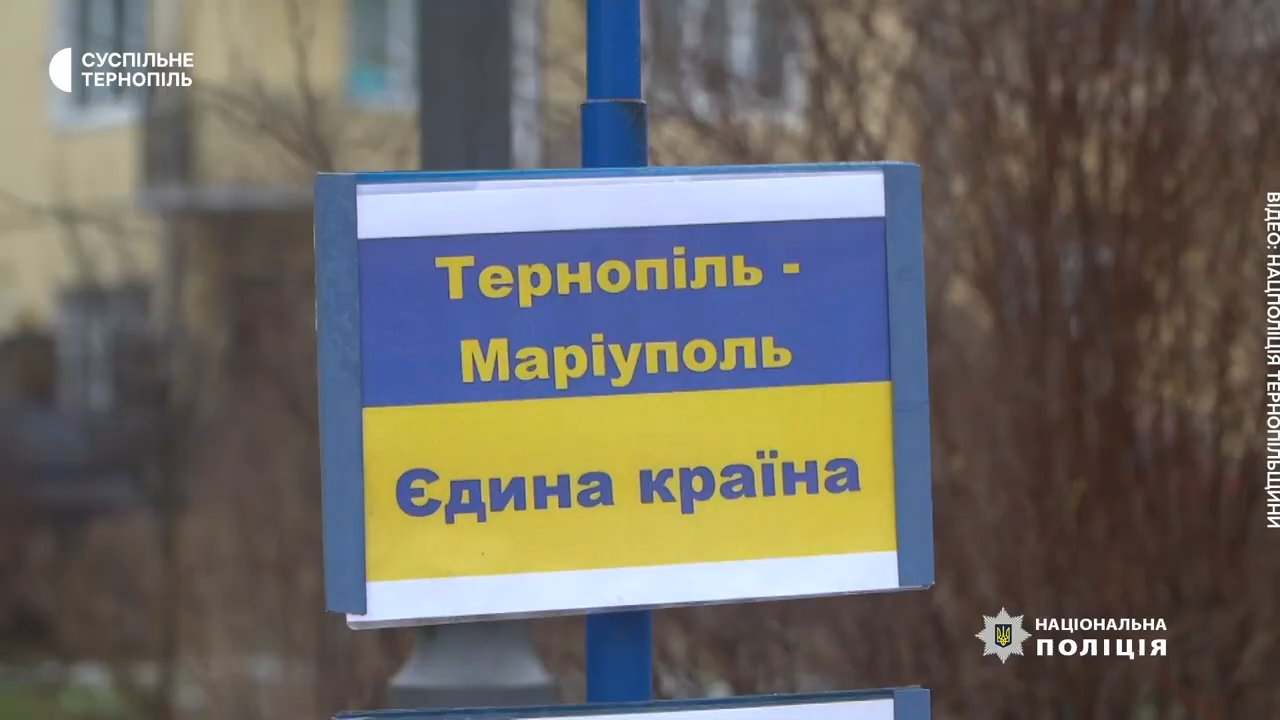 СУСПІЛЬНЕ
ТЕРНОПІЛЬ
Тернопіль -
Маріуполь
Єдина країна
ВІДЕО: НАЦПОЛІЦІЯ ТЕРНОПІЛЬЩИНИ
НАЦІОНАЛЬНА
ПОЛІЦІЯ